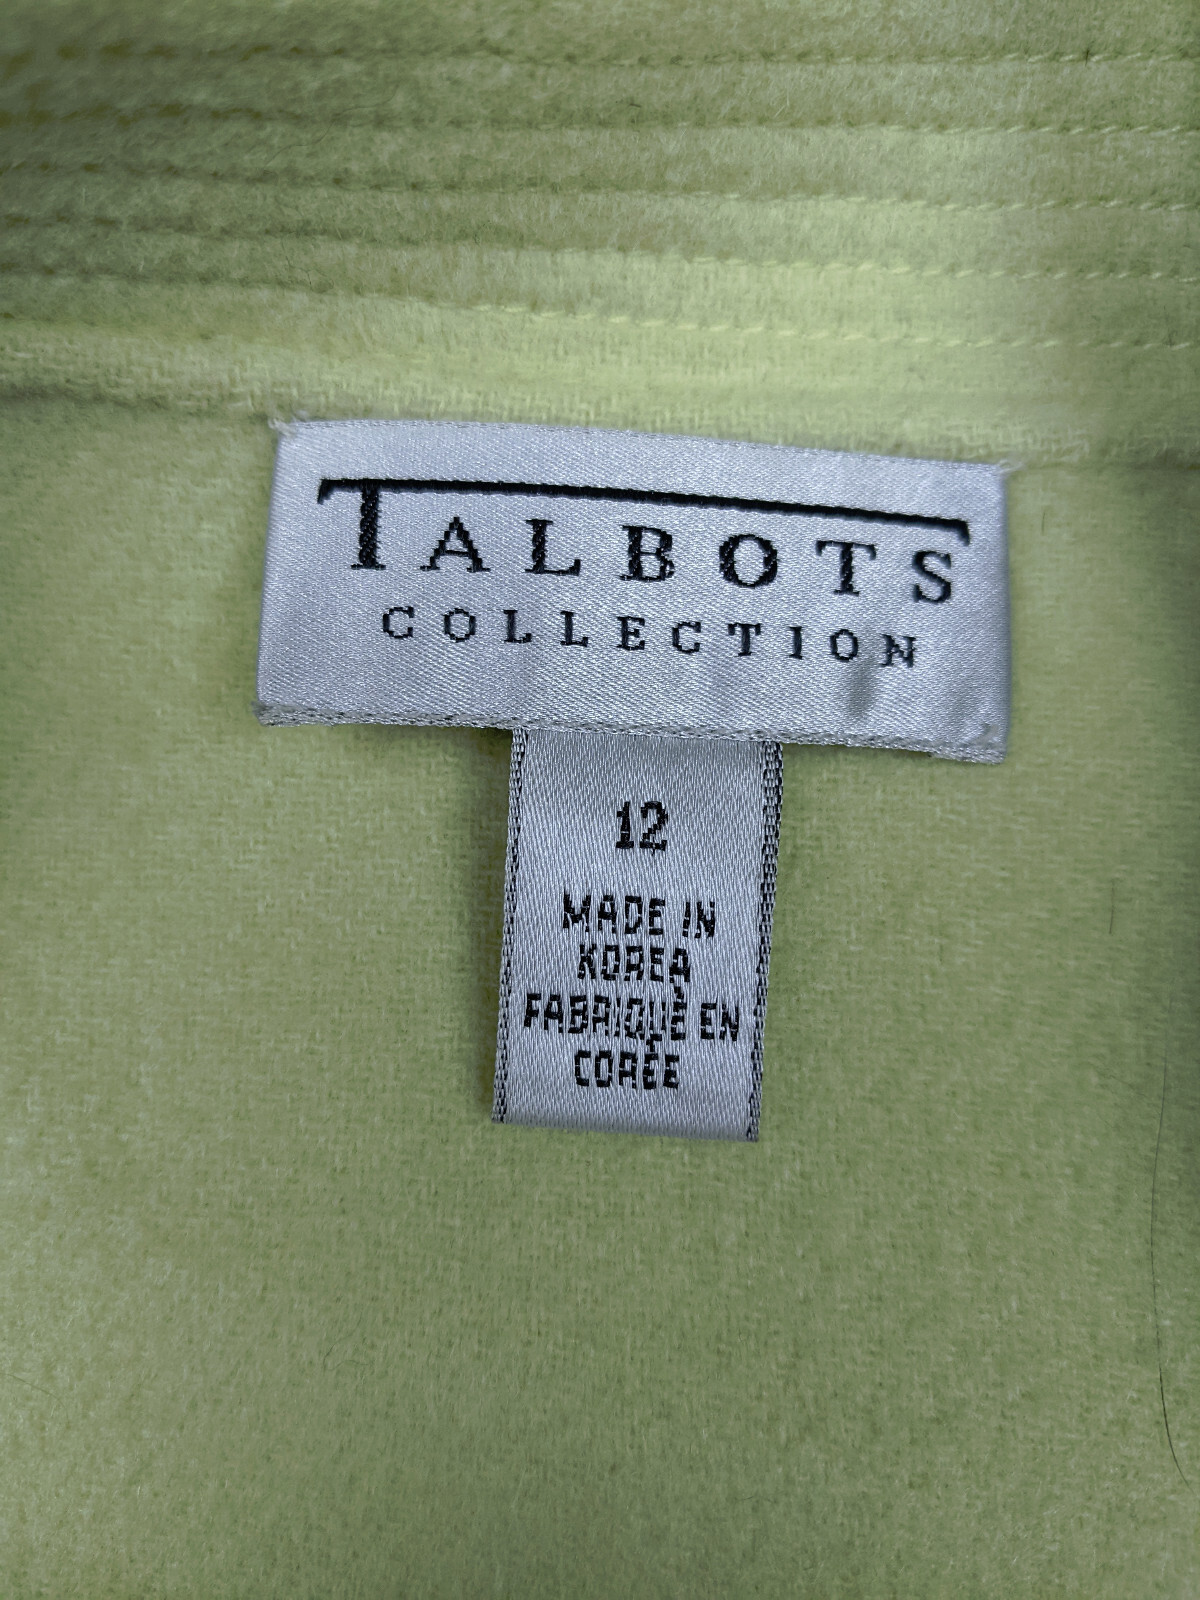 TALBOTS
COLLECTION
12
MADE IN
KOREA
FABRIQUÉ EN
CORÉE